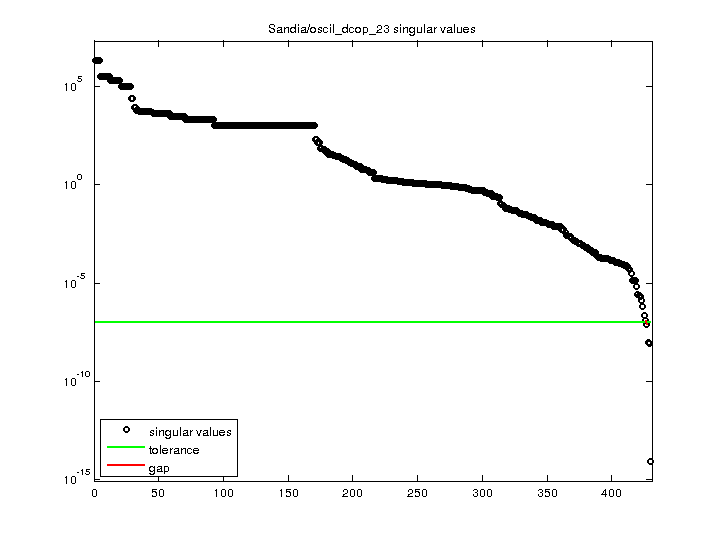 Sandia/oscil_dcop_23 singular values
10^5
10^0
10^-5
10^-10
10^-15
singular values
tolerance
gap
0 50 100 150 200 250 300 350 400